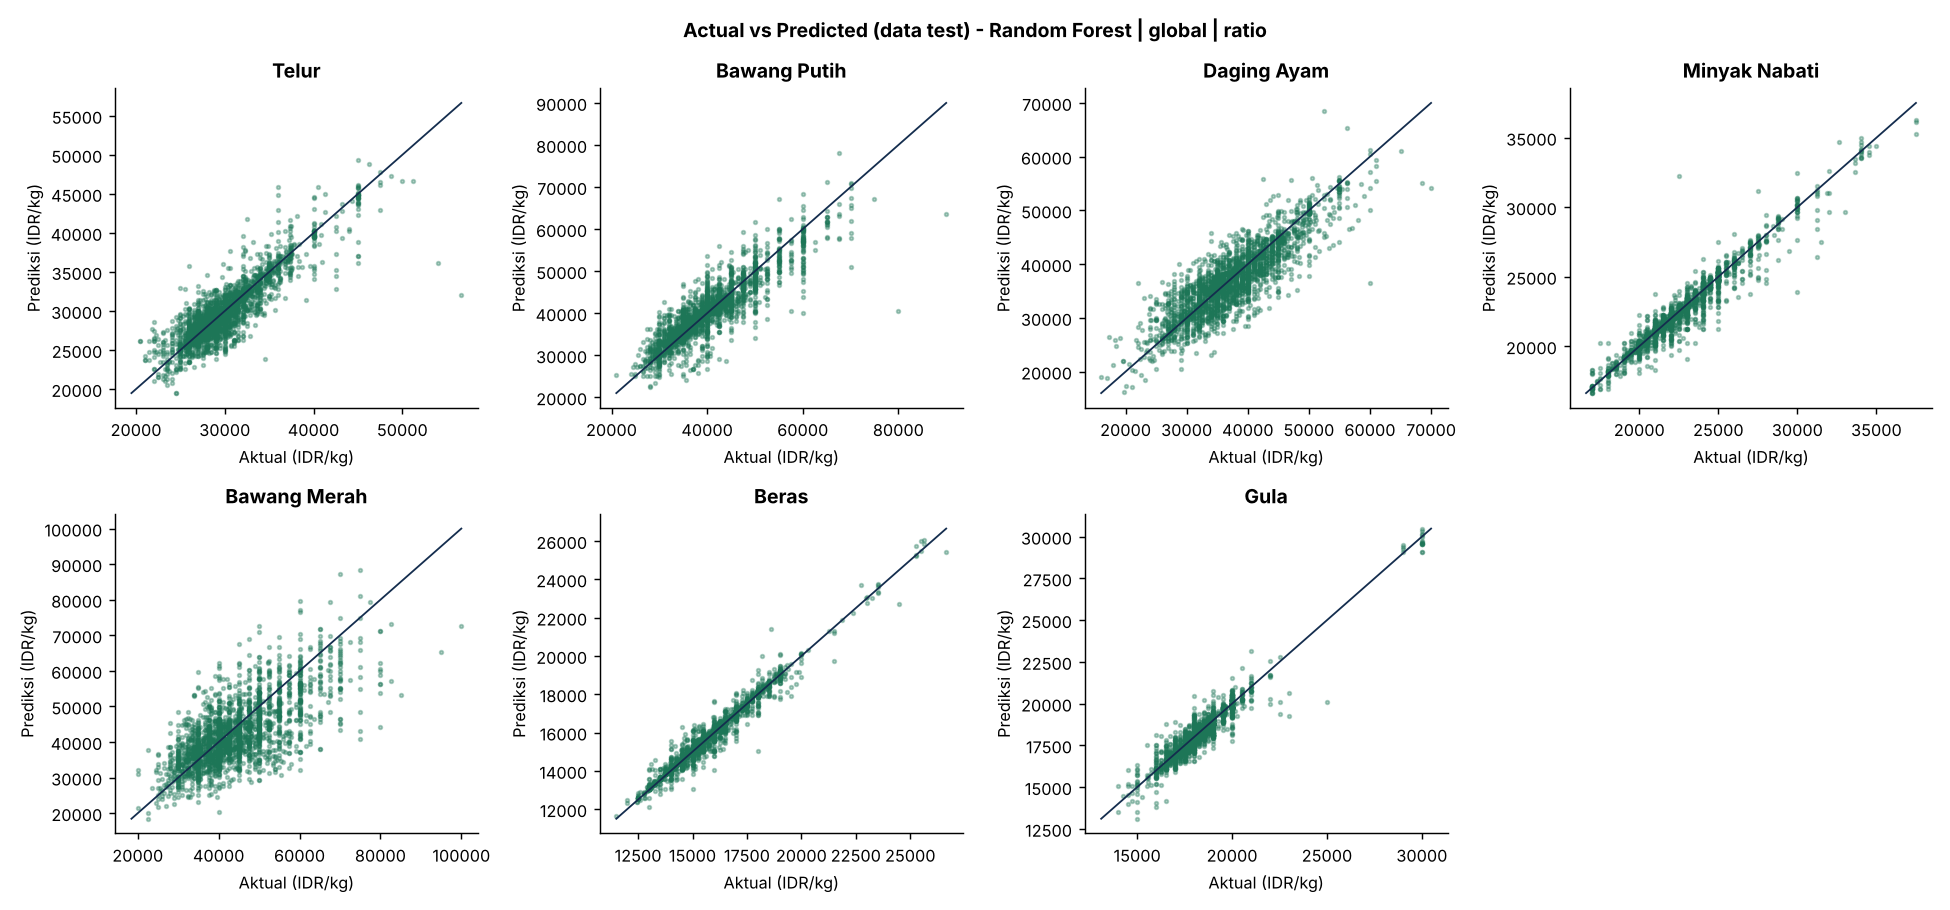 Actual vs Predicted (data test) - Random Forest | global | ratio
Telur
55000
50000
45000
40000
35000
30000
25000
20000
Prediksi (IDR/kg)
20000 30000 40000 50000
Aktual (IDR/kg)
Bawang Putih
90000
80000
70000
60000
50000
40000
30000
20000
Prediksi (IDR/kg)
20000 40000 60000 80000
Aktual (IDR/kg)
Daging Ayam
70000
60000
50000
40000
30000
20000
Prediksi (IDR/kg)
20000 30000 40000 50000 60000 70000
Aktual (IDR/kg)
Minyak Nabati
35000
30000
25000
20000
Prediksi (IDR/kg)
20000 25000 30000 35000
Aktual (IDR/kg)
Bawang Merah
100000
90000
80000
70000
60000
50000
40000
30000
20000
Prediksi (IDR/kg)
20000 40000 60000 80000 100000
Aktual (IDR/kg)
Beras
26000
24000
22000
20000
18000
16000
14000
12000
Prediksi (IDR/kg)
12500 15000 17500 20000 22500 25000
Aktual (IDR/kg)
Gula
30000
27500
25000
22500
20000
17500
15000
12500
Prediksi (IDR/kg)
15000 20000 25000 30000
Aktual (IDR/kg)